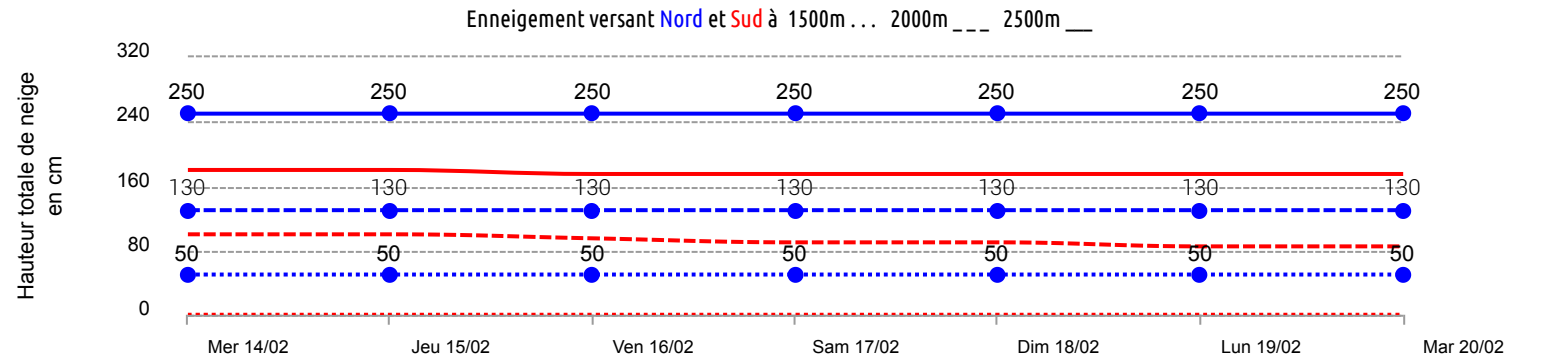 Enneigement versant Nord et Sud à 1500m . . . 2000m _ _ _ 2500m __
Hauteur totale de neige
en cm
320
250 250 250 250 250 250 250
240
160
130 130 130 130 130 130 130
80
50 50 50 50 50 50 50
0
Mer 14/02 Jeu 15/02 Ven 16/02 Sam 17/02 Dim 18/02 Lun 19/02 Mar 20/02